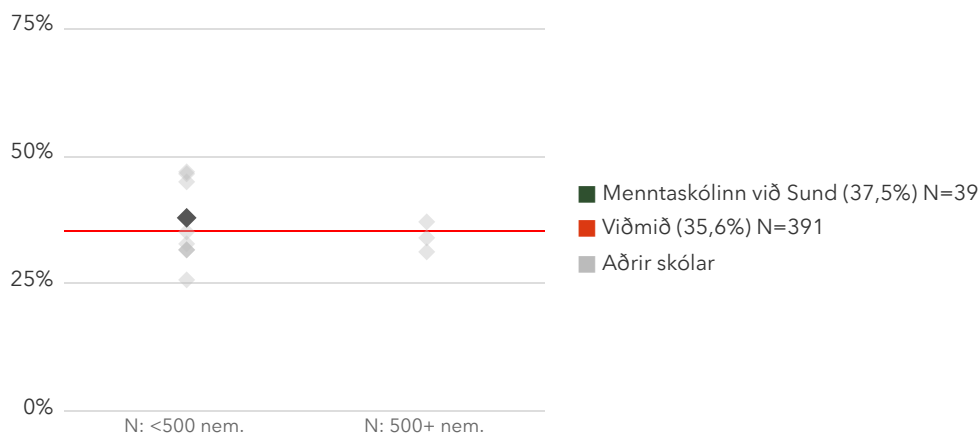 75%
50%
25%
0%
N: <500 nem.
N: 500+ nem.
Menntaskólinn við Sund (37,5%) N=39
Viðmið (35,6%) N=391
Aðrir skólar